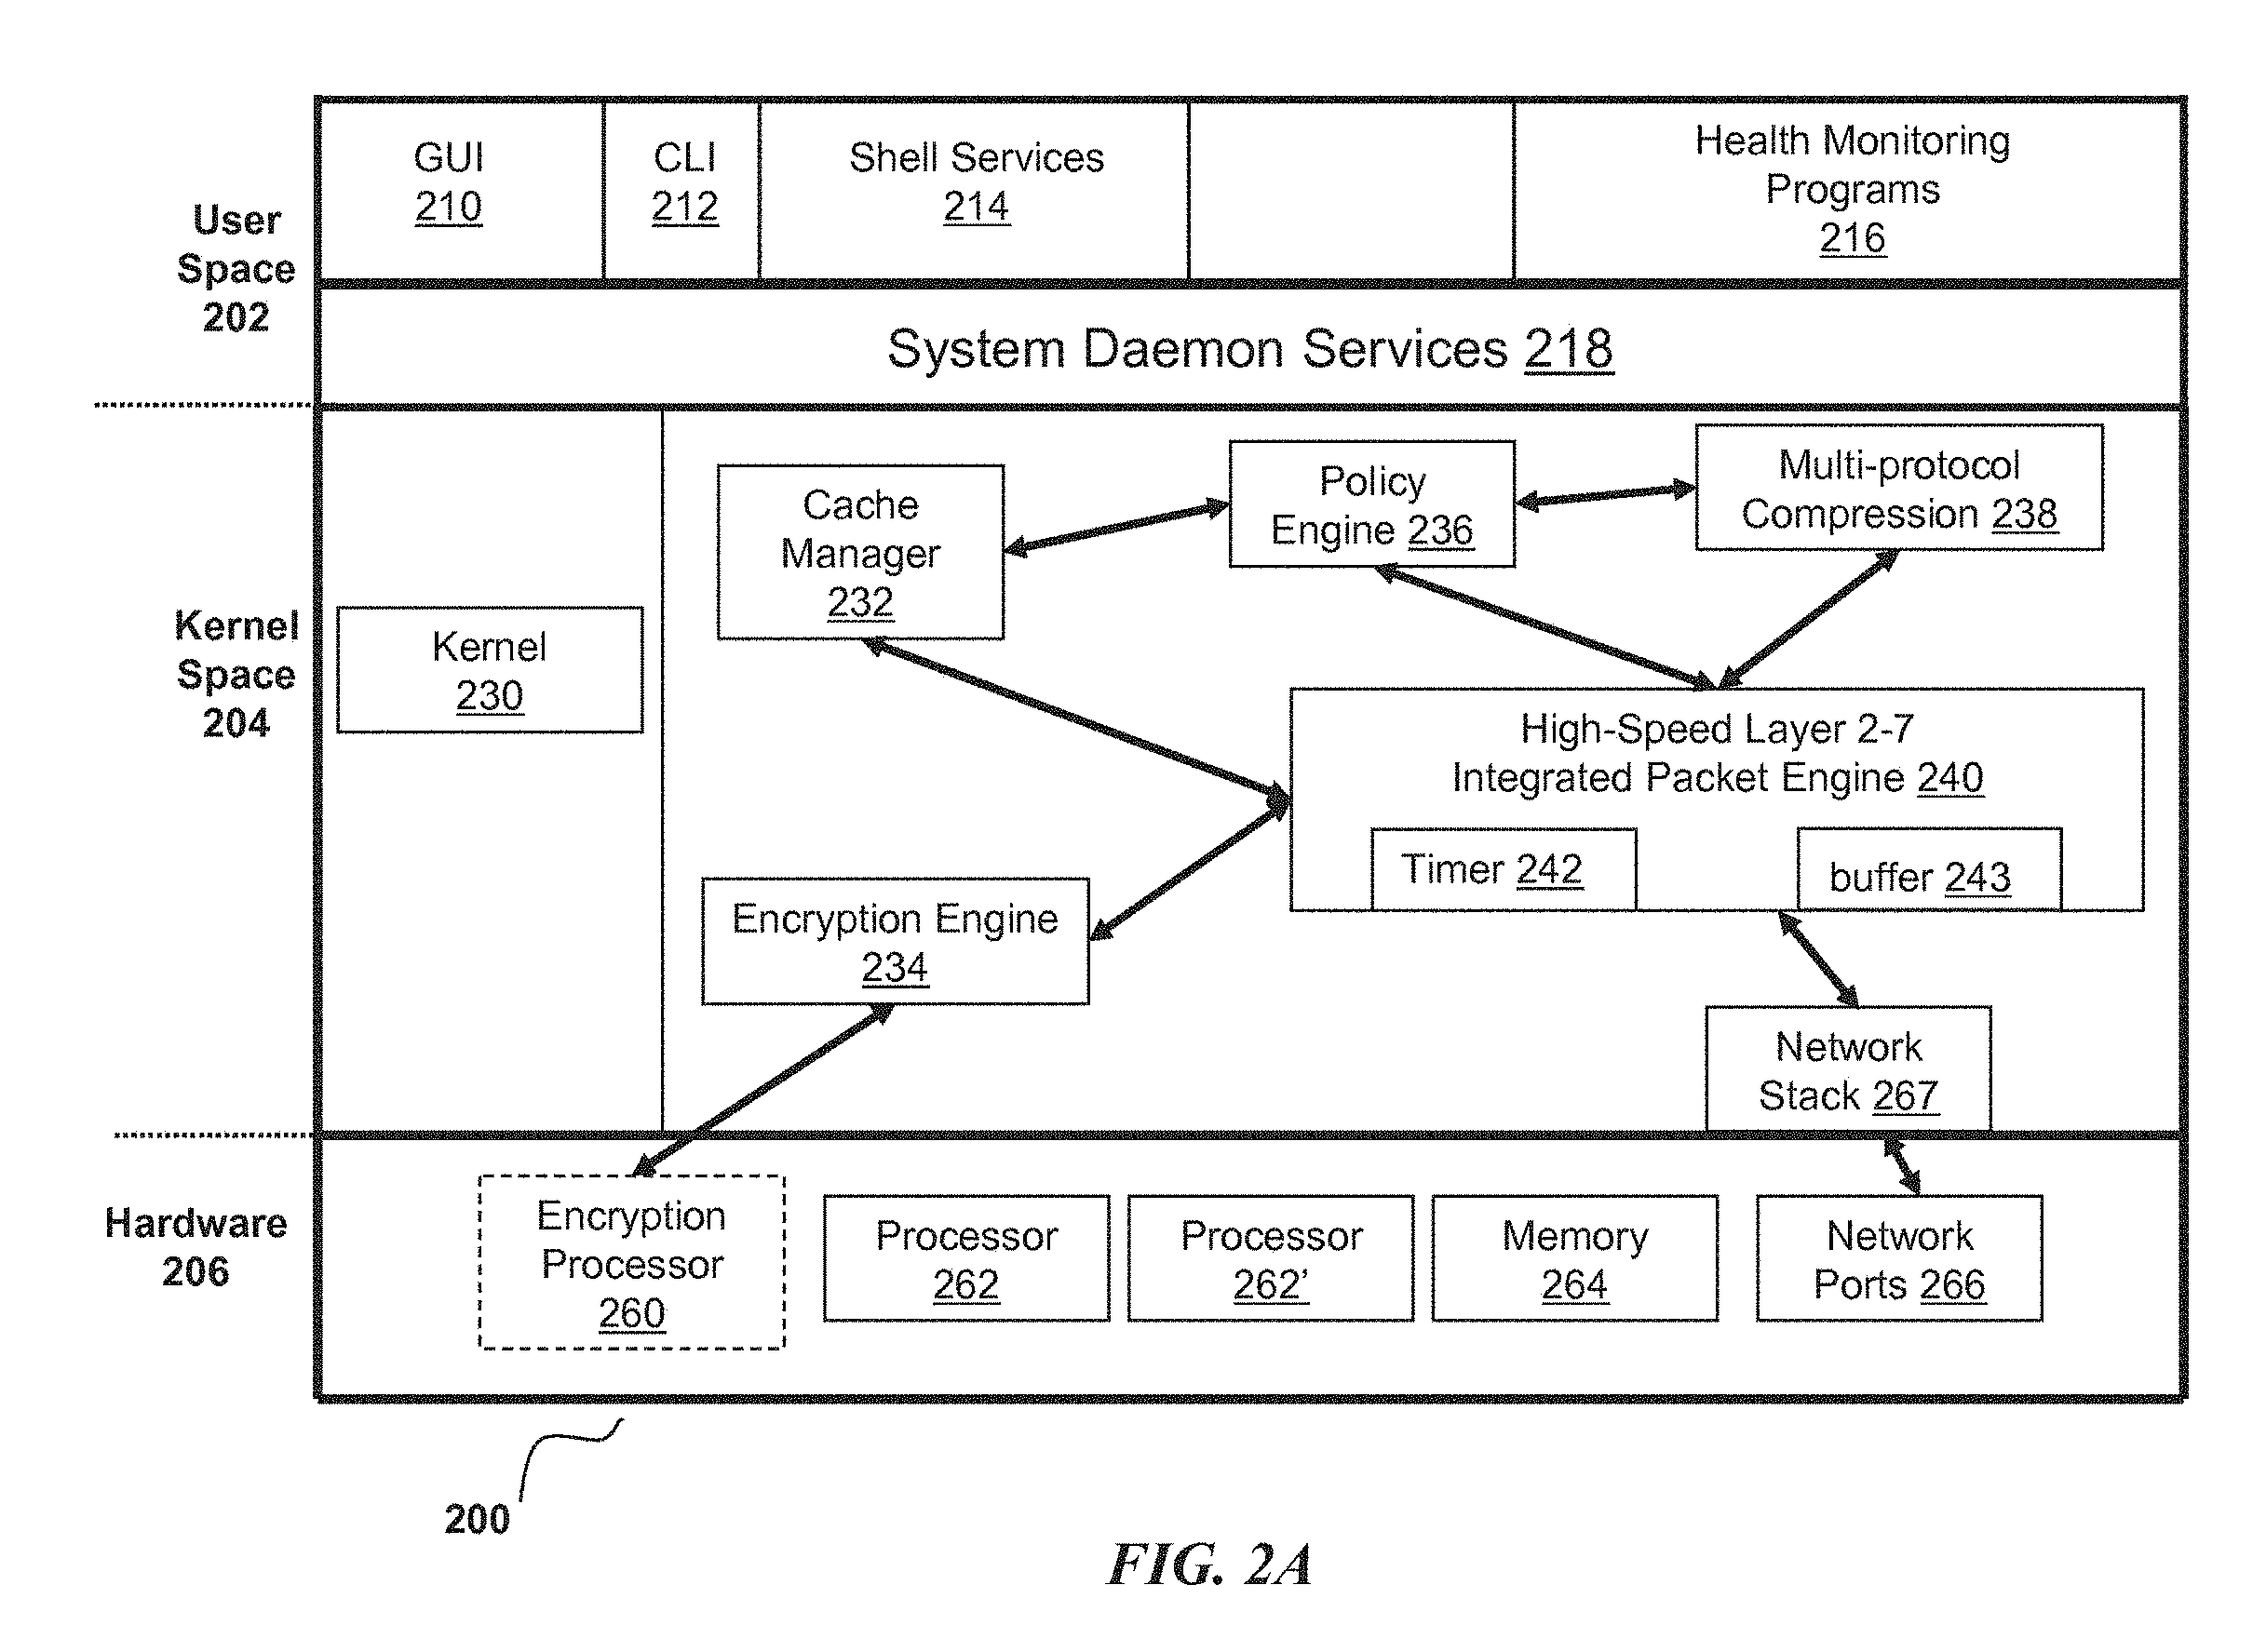 User
Space
202
GUI
210
CLI
212
Shell Services
214
Health Monitoring
Programs
216
System Daemon Services 218
Kernel
Space
204
Kernel
230
Cache
Manager
232
Policy
Engine 236
Multi-protocol
Compression 238
High-Speed Layer 2-7
Integrated Packet Engine 240
Timer 242
buffer 243
Encryption Engine
234
Network
Stack 267
Hardware
206
Encryption
Processor
260
Processor
262
Processor
262’
Memory
264
Network
Ports 266
200
FIG. 2A